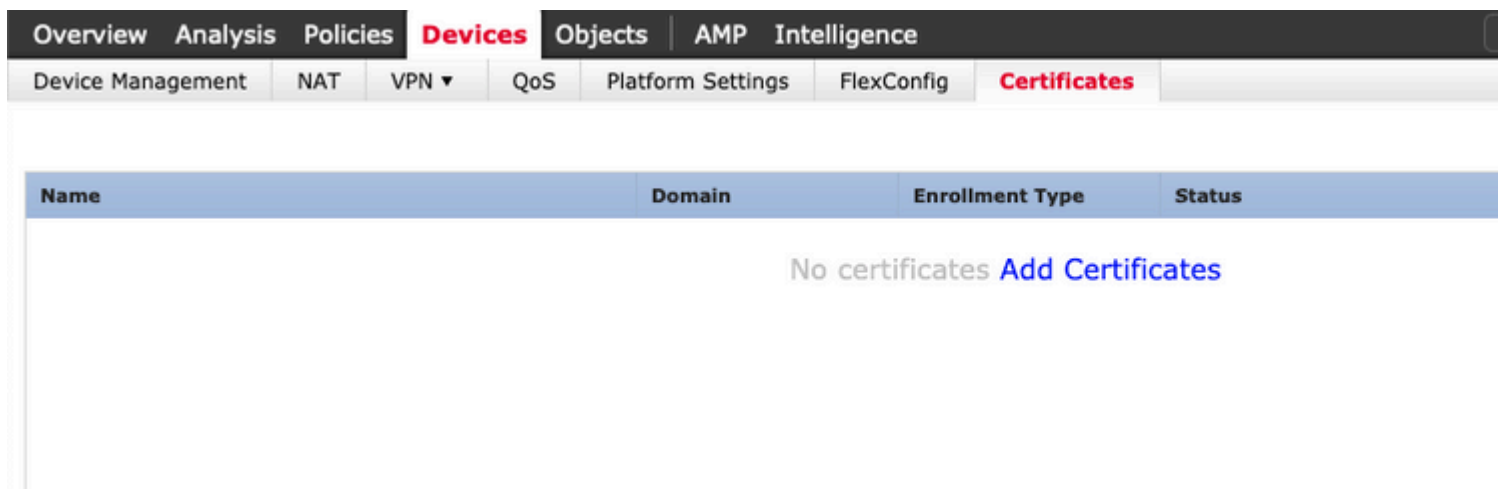 Overview Analysis Policies Devices Objects AMP Intelligence
Device Management NAT VPN ▼ QoS Platform Settings FlexConfig Certificates
Name Domain Enrollment Type Status
No certificates Add Certificates